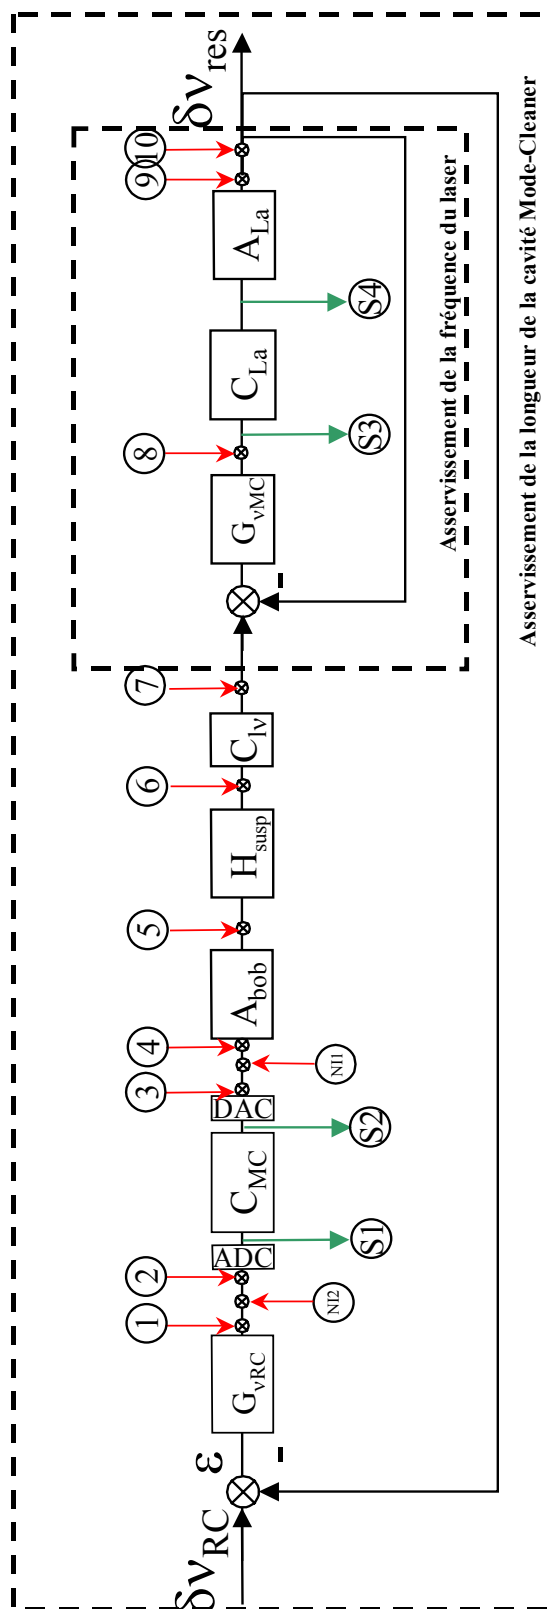 δν_RC
ε
G_νRC
1
NI2
2
ADC
S1
C_MC
S2
DAC
3
NI1
4
A_bob
5
H_susp
6
C_lν
7
-
-
G_νMC
8
S3
C_La
S4
A_La
9
10
δν_res
Asservissement de la fréquence du laser
Asservissement de la longueur de la cavité Mode-Cleaner